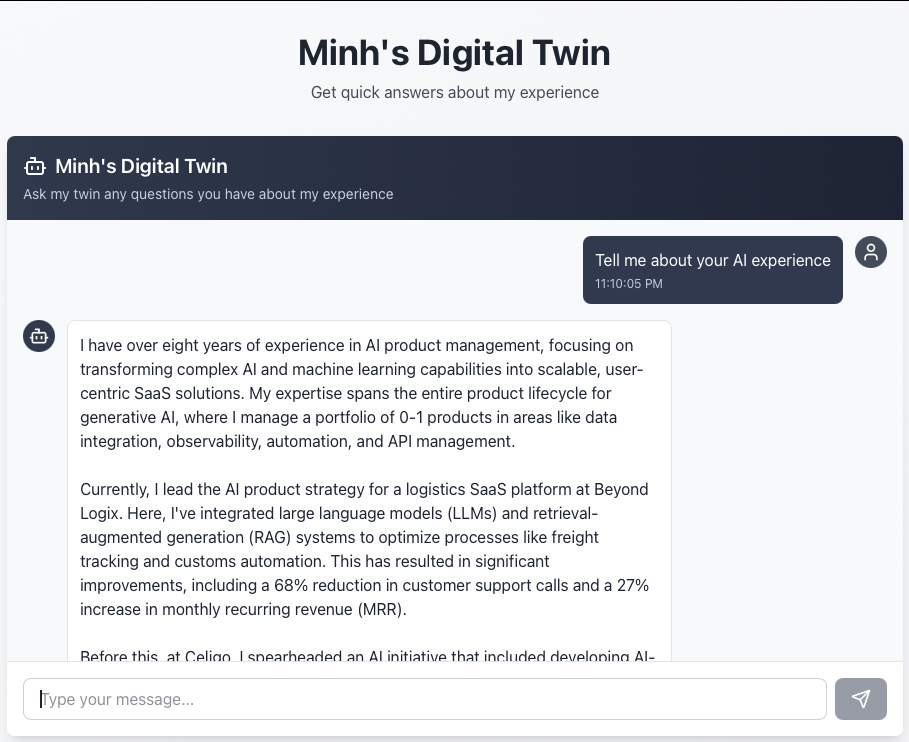 Minh's Digital Twin
Get quick answers about my experience
Minh's Digital Twin
Ask my twin any questions you have about my experience
Tell me about your AI experience
11:10:05 PM
I have over eight years of experience in AI product management, focusing on
transforming complex AI and machine learning capabilities into scalable, user-
centric SaaS solutions. My expertise spans the entire product lifecycle for
generative AI, where I manage a portfolio of 0-1 products in areas like data
integration, observability, automation, and API management.
Currently, I lead the AI product strategy for a logistics SaaS platform at Beyond
Logix. Here, I've integrated large language models (LLMs) and retrieval-
augmented generation (RAG) systems to optimize processes like freight
tracking and customs automation. This has resulted in significant
improvements, including a 68% reduction in customer support calls and a 27%
increase in monthly recurring revenue (MRR).
Before this, at Celigo, I spearheaded an AI initiative that included developing AI-
Type your message...